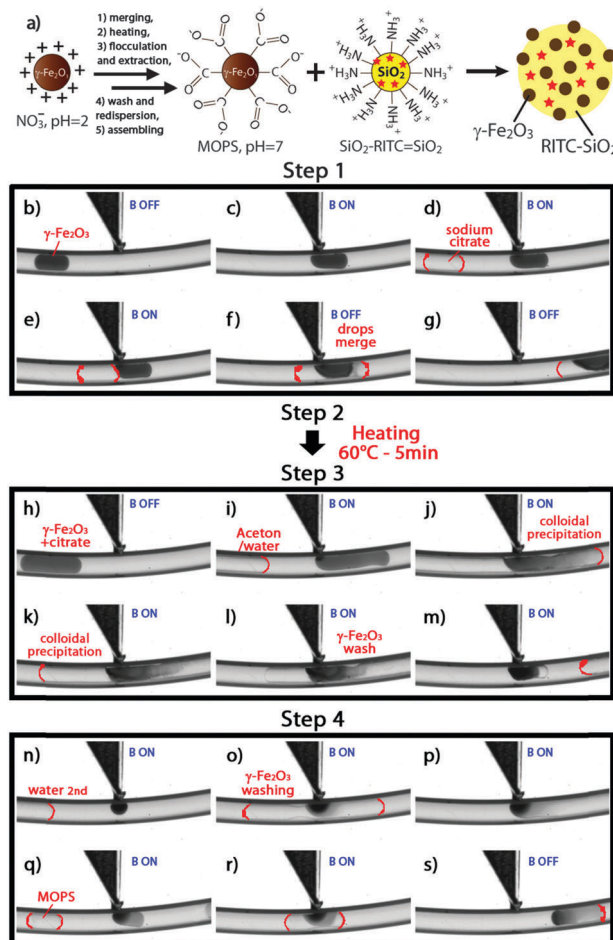 a)
γ-Fe₂O₃
NO₃⁻, pH=2
1) merging,
2) heating,
3) flocculation
and extraction,
4) wash and
redispersion,
5) assembling
γ-Fe₂O₃
MOPS, pH=7
+
SiO₂
⁺H₃N
NH₃⁺
SiO₂-RITC=SiO₂
γ-Fe₂O₃
RITC-SiO₂
Step 1
b)
B OFF
γ-Fe₂O₃
c)
B ON
d)
B ON
sodium
citrate
e)
B ON
f)
B OFF
drops
merge
g)
B OFF
Step 2
Heating
60ºC - 5min
Step 3
h)
B OFF
γ-Fe₂O₃
+citrate
i)
B ON
Aceton
/water
j)
B ON
colloidal
precipitation
k)
B ON
colloidal
precipitation
l)
B ON
γ-Fe₂O₃
wash
m)
B ON
Step 4
n)
B ON
water 2nd
o)
B ON
γ-Fe₂O₃
washing
p)
B ON
q)
B ON
MOPS
r)
B ON
s)
B OFF